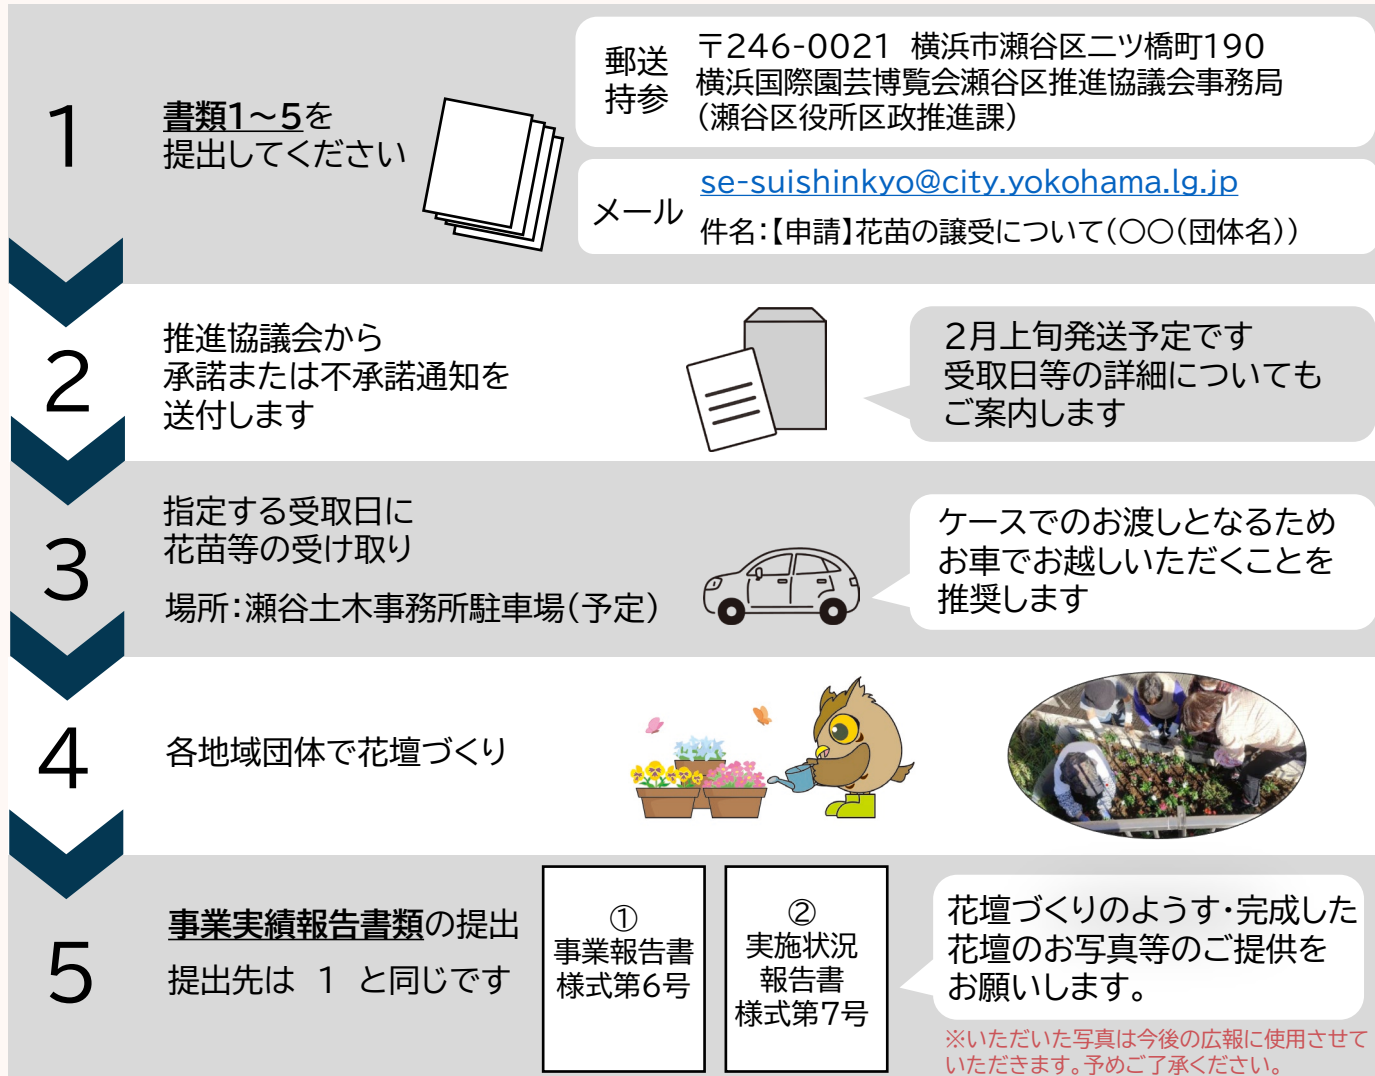 1
書類1～5を
提出してください
郵送
持参
〒246-0021 横浜市瀬谷区二ツ橋町190
横浜国際園芸博覧会瀬谷区推進協議会事務局
(瀬谷区役所区政推進課)
メール
se-suishinkyo@city.yokohama.lg.jp
件名:【申請】花苗の譲受について(〇〇(団体名))
2
推進協議会から
承諾または不承諾通知を
送付します
2月上旬発送予定です
受取日等の詳細についても
ご案内します
3
指定する受取日に
花苗等の受け取り
場所:瀬谷土木事務所駐車場(予定)
ケースでのお渡しとなるため
お車でお越しいただくことを
推奨します
4
各地域団体で花壇づくり
5
事業実績報告書類の提出
提出先は 1 と同じです
①
事業報告書
様式第6号
②
実施状況
報告書
様式第7号
花壇づくりのようす・完成した
花壇のお写真等のご提供を
お願いします。
※いただいた写真は今後の広報に使用させて
いただきます。予めご了承ください。